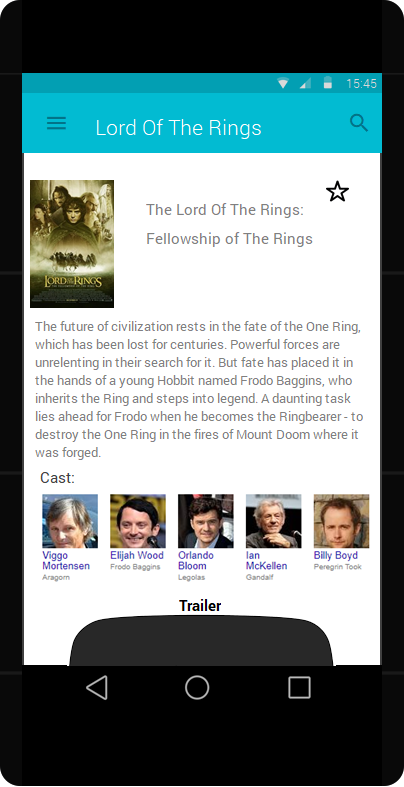 15:45
Lord Of The Rings
The Lord Of The Rings:
Fellowship of The Rings
LORD OF THE RINGS
The future of civilization rests in the fate of the One Ring,
which has been lost for centuries. Powerful forces are
unrelenting in their search for it. But fate has placed it in
the hands of a young Hobbit named Frodo Baggins, who
inherits the Ring and steps into legend. A daunting task
lies ahead for Frodo when he becomes the Ringbearer - to
destroy the One Ring in the fires of Mount Doom where it
was forged.
Cast:
Viggo Mortensen
Aragorn
Elijah Wood
Frodo Baggins
Orlando Bloom
Legolas
Ian McKellen
Gandalf
Billy Boyd
Peregrin Took
Trailer